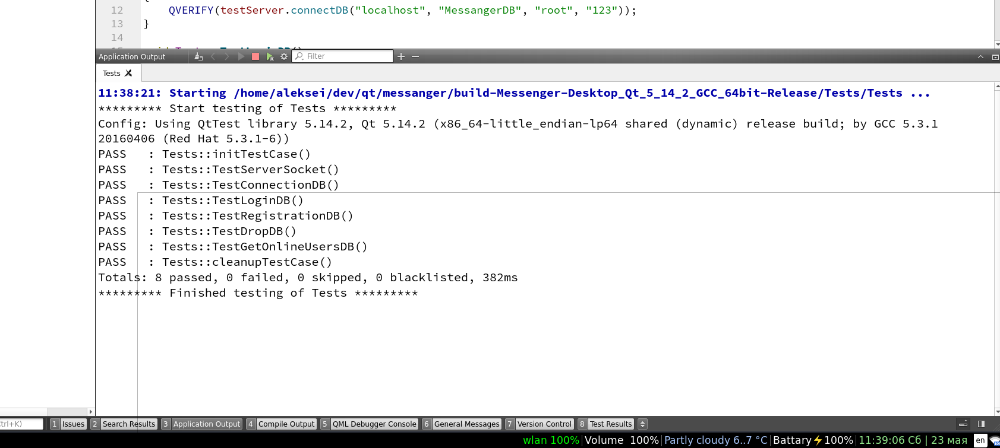 {
12 QVERIFY(testServer.connectDB("localhost", "MessangerDB", "root", "123"));
13 }
14
Application Output Filter
Tests
11:38:21: Starting /home/aleksei/dev/qt/messanger/build-Messenger-Desktop_Qt_5_14_2_GCC_64bit-Release/Tests/Tests ...
********* Start testing of Tests *********
Config: Using QtTest library 5.14.2, Qt 5.14.2 (x86_64-little_endian-lp64 shared (dynamic) release build; by GCC 5.3.1
20160406 (Red Hat 5.3.1-6))
PASS : Tests::initTestCase()
PASS : Tests::TestServerSocket()
PASS : Tests::TestConnectionDB()
PASS : Tests::TestLoginDB()
PASS : Tests::TestRegistrationDB()
PASS : Tests::TestDropDB()
PASS : Tests::TestGetOnlineUsersDB()
PASS : Tests::cleanupTestCase()
Totals: 8 passed, 0 failed, 0 skipped, 0 blacklisted, 382ms
********* Finished testing of Tests *********
trl+K) 1 Issues 2 Search Results 3 Application Output 4 Compile Output 5 QML Debugger Console 6 General Messages 7 Version Control 8 Test Results
wlan 100% Volume 100% Partly cloudy 6..7 °C Battary⚡100% 11:39:06 Сб | 23 мая en